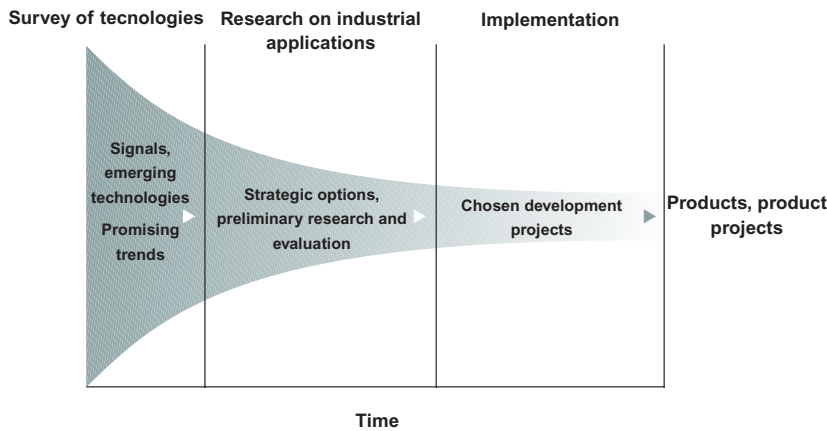 Survey of tecnologies
Research on industrial
applications
Implementation
Signals,
emerging
technologies
Promising
trends
Strategic options,
preliminary research and
evaluation
Chosen development
projects
Products, product
projects
Time